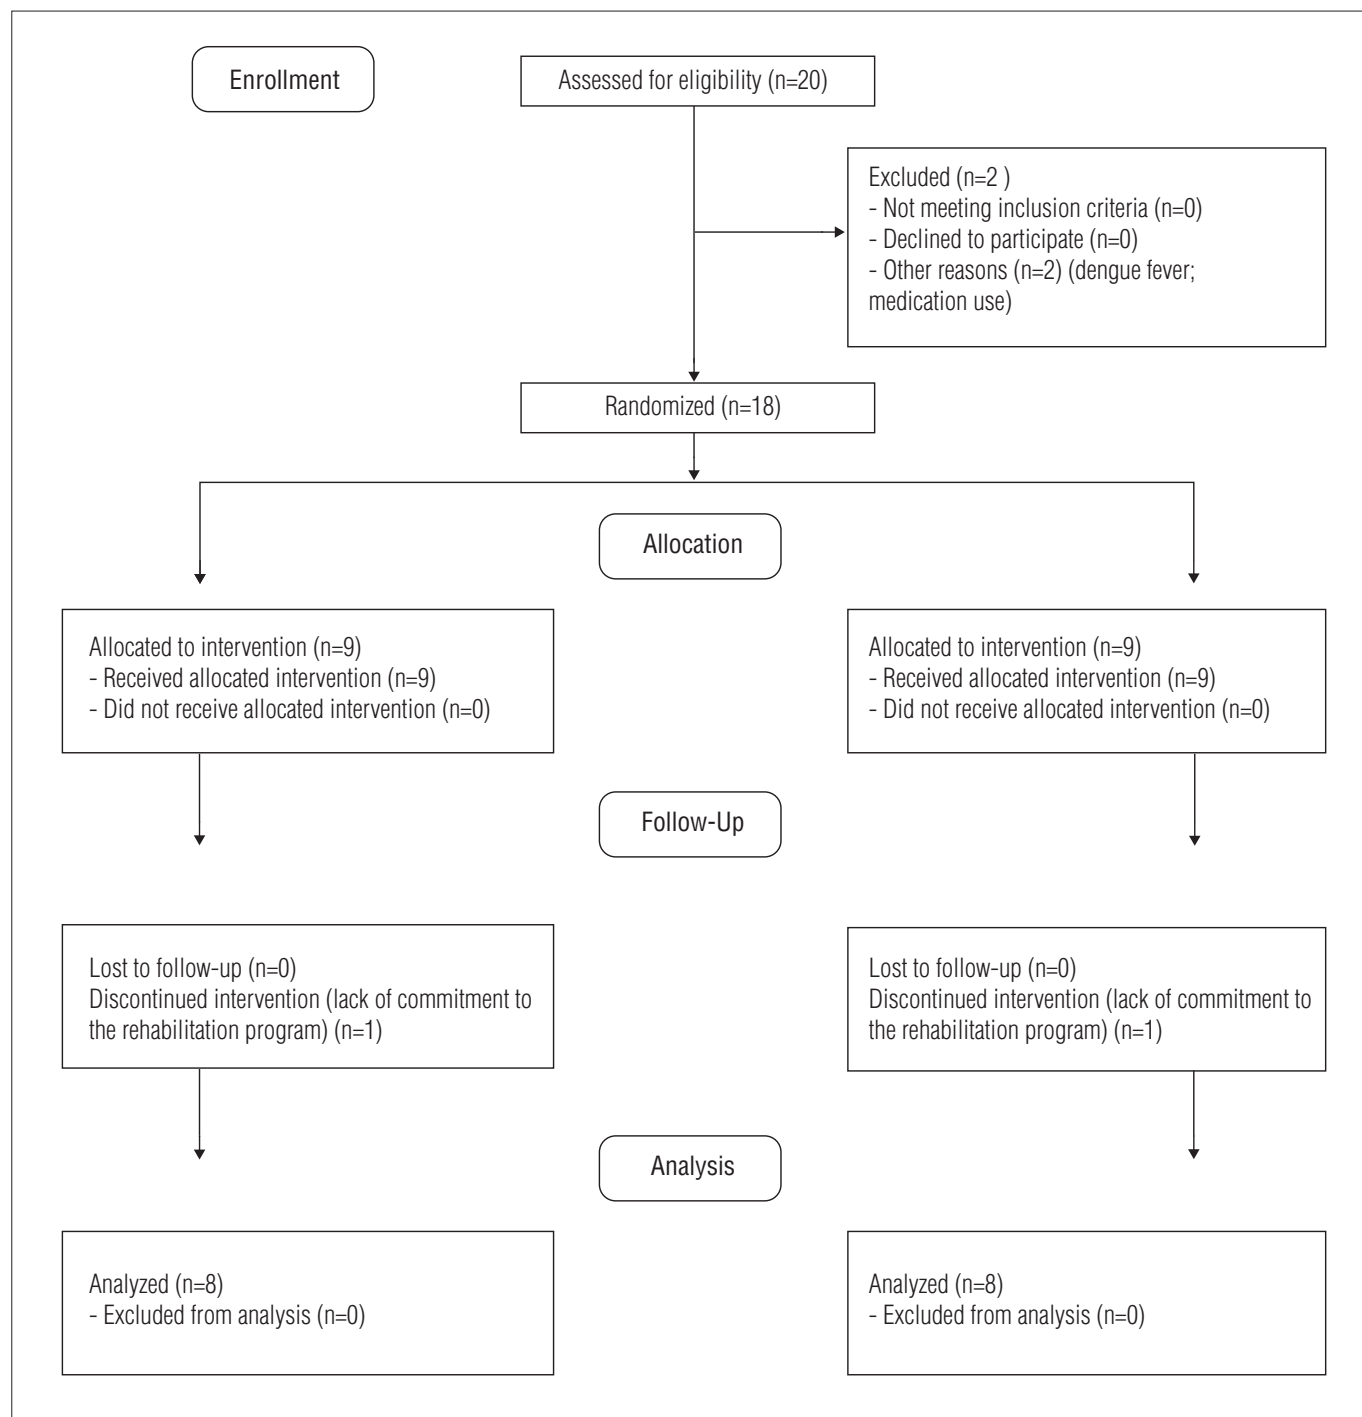 Enrollment
Assessed for eligibility (n=20)
Excluded (n=2 )
- Not meeting inclusion criteria (n=0)
- Declined to participate (n=0)
- Other reasons (n=2) (dengue fever;
medication use)
Randomized (n=18)
Allocation
Allocated to intervention (n=9)
- Received allocated intervention (n=9)
- Did not receive allocated intervention (n=0)
Allocated to intervention (n=9)
- Received allocated intervention (n=9)
- Did not receive allocated intervention (n=0)
Follow-Up
Lost to follow-up (n=0)
Discontinued intervention (lack of commitment to
the rehabilitation program) (n=1)
Lost to follow-up (n=0)
Discontinued intervention (lack of commitment to
the rehabilitation program) (n=1)
Analysis
Analyzed (n=8)
- Excluded from analysis (n=0)
Analyzed (n=8)
- Excluded from analysis (n=0)